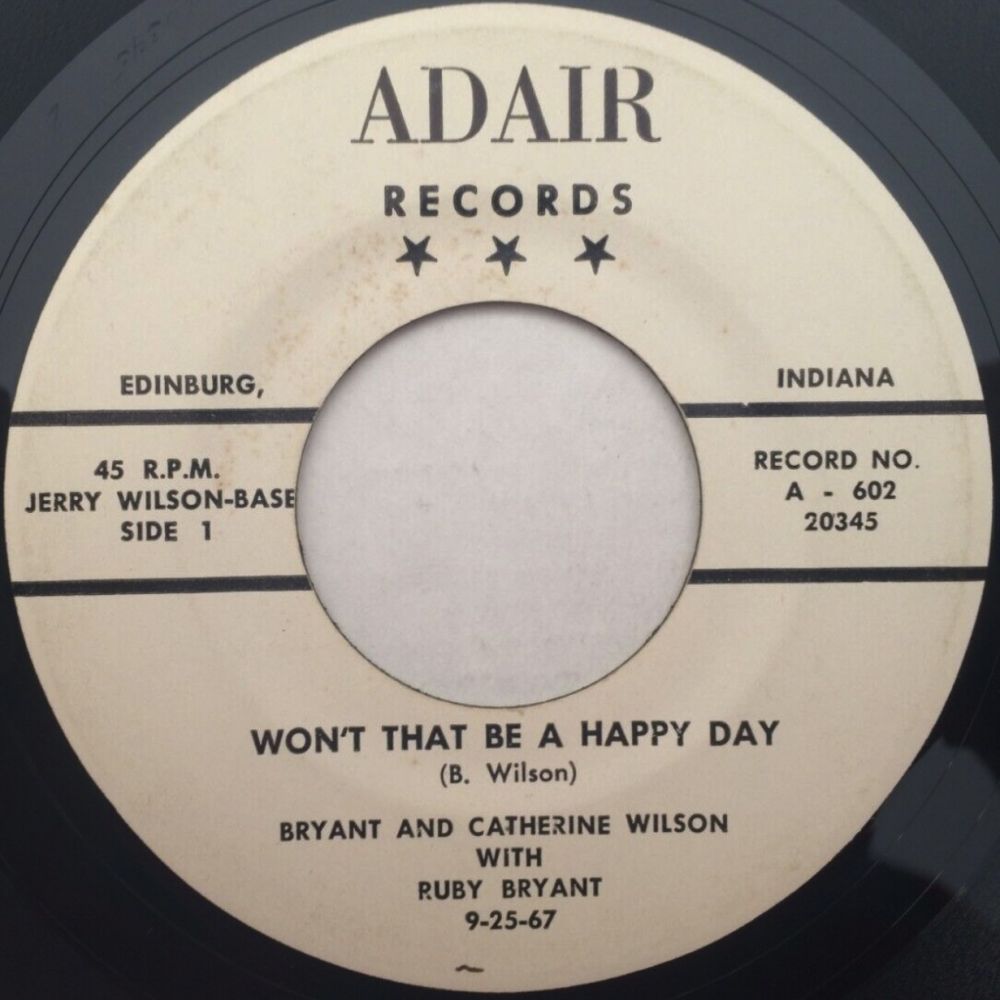 ADAIR
RECORDS
EDINBURG,
INDIANA
45 R.P.M.
JERRY WILSON-BASE
SIDE 1
RECORD NO.
A - 602
20345
WON'T THAT BE A HAPPY DAY
(B. Wilson)
BRYANT AND CATHERINE WILSON
WITH
RUBY BRYANT
9-25-67